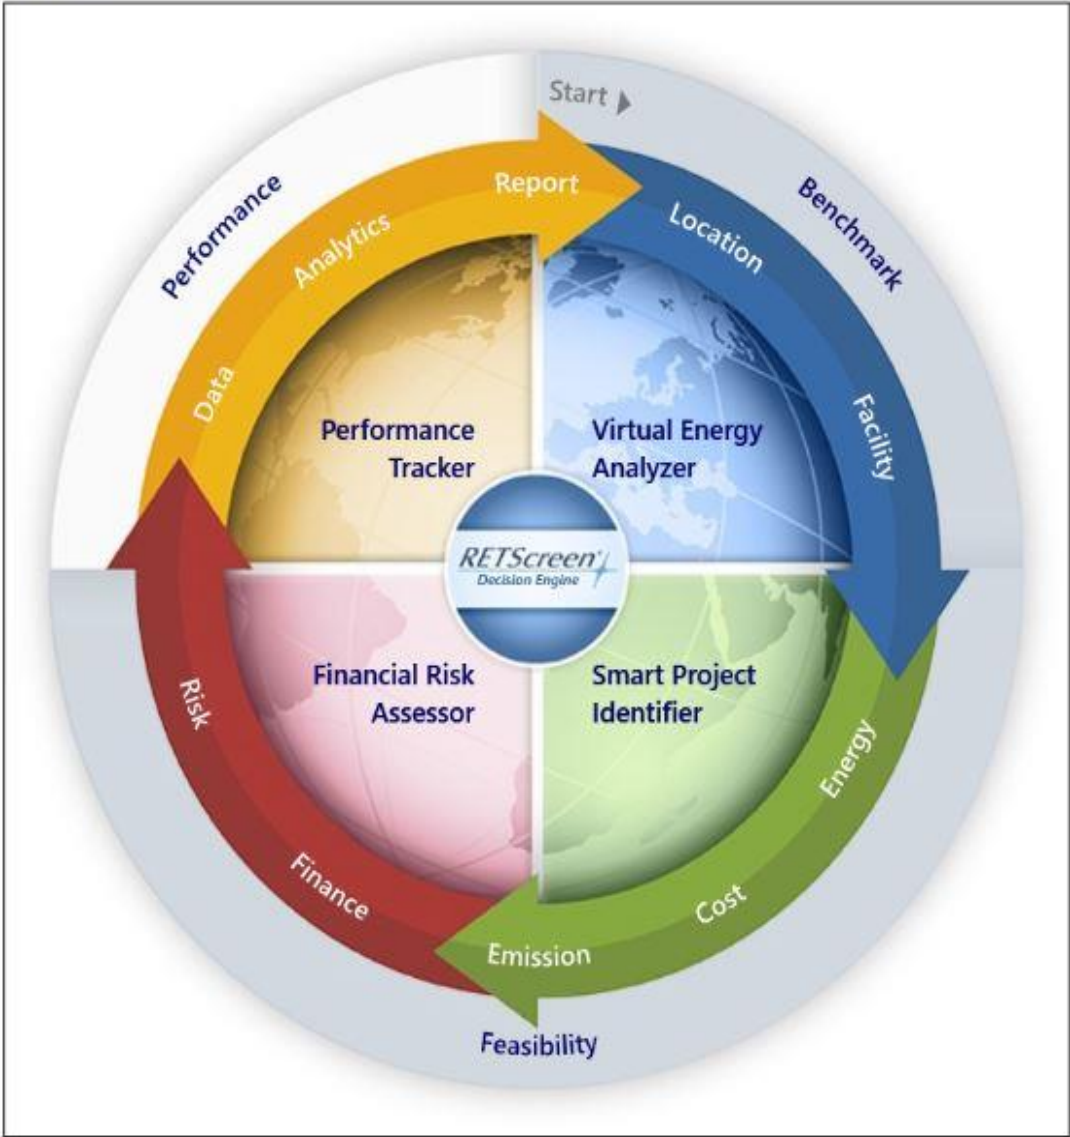 Start
Benchmark
Location
Facility
Virtual Energy
Analyzer
Smart Project
Identifier
Energy
Cost
Emission
Feasibility
Financial Risk
Assessor
Finance
Risk
Performance
Performance
Tracker
Data
Analytics
Report
RETScreen
Decision Engine